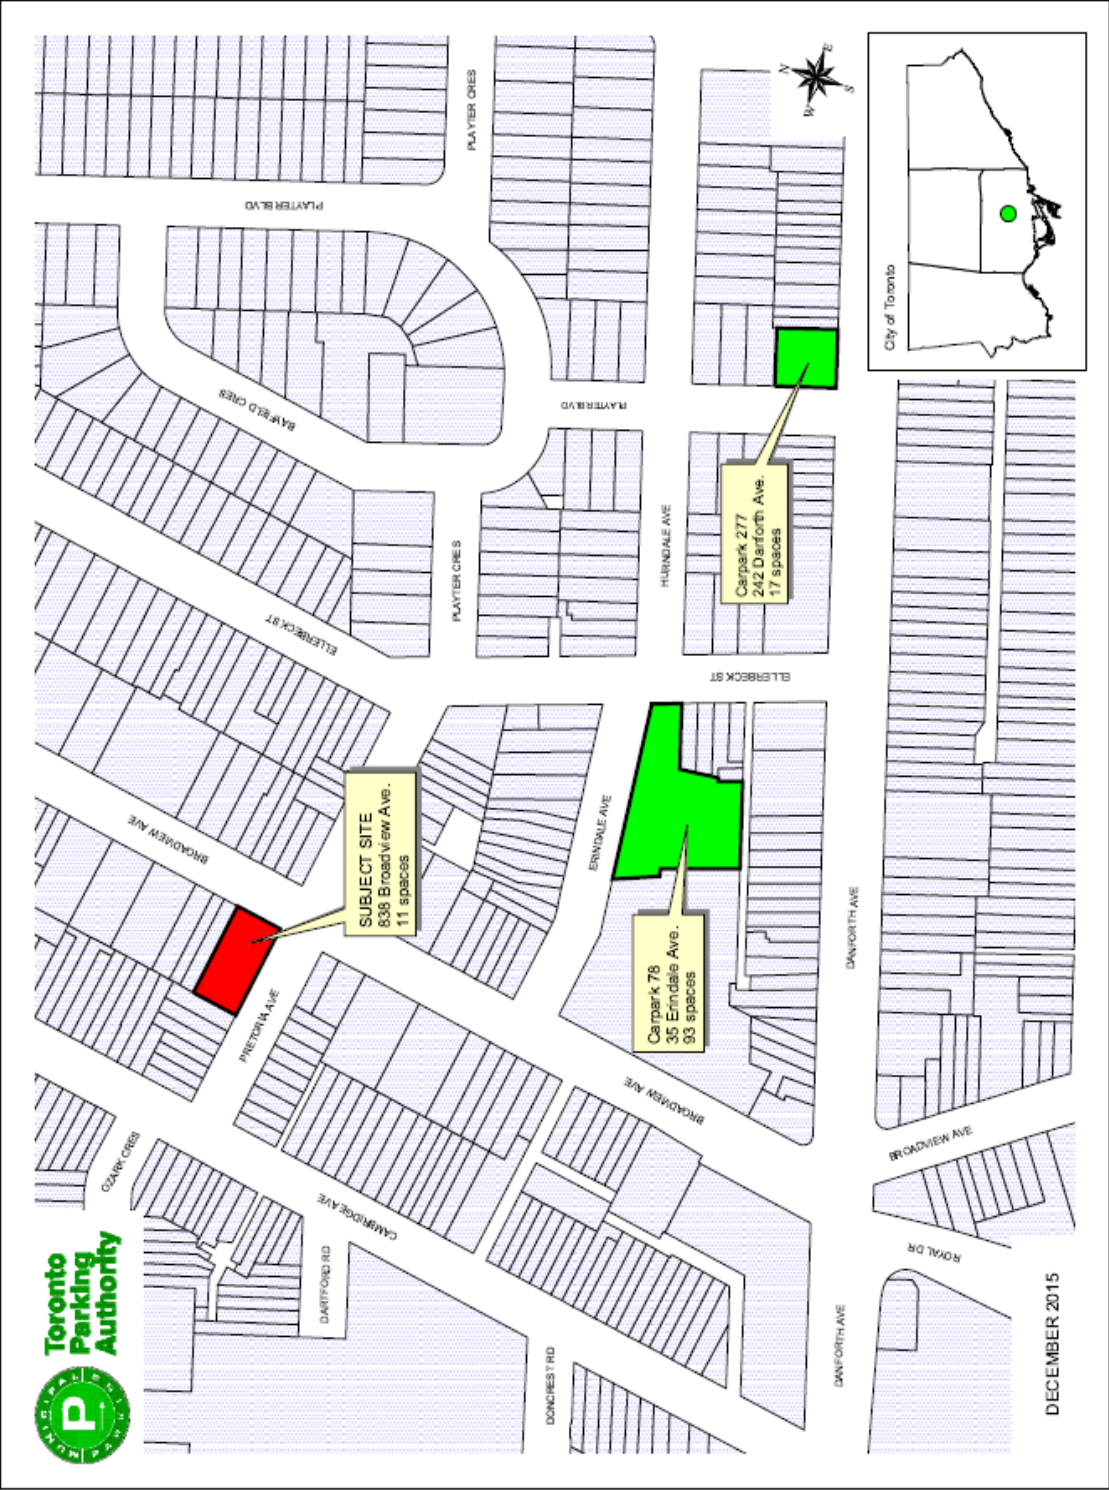 Toronto
Parking
Authority
MUNICIPAL
P
PLAYTER CRES
PLAYTER BLVD
BAYFIELD CRES
PLAYTER BLVD
ELLERBECK ST
PLAYTER CRES
HURNDALE AVE
ELLERBECK ST
BROADVIEW AVE
ERINDALE AVE
PRETORIA AVE
BROADVIEW AVE
DANFORTH AVE
BROADVIEW AVE
OZARK CRES
CAMBRIDGE AVE
DARTFORD RD
ROYAL DR
DONCREST RD
DANFORTH AVE
SUBJECT SITE
838 Broadview Ave.
11 spaces
Carpark 78
35 Erindale Ave.
93 spaces
Carpark 277
242 Danforth Ave.
17 spaces
N
E
S
W
City of Toronto
DECEMBER 2015